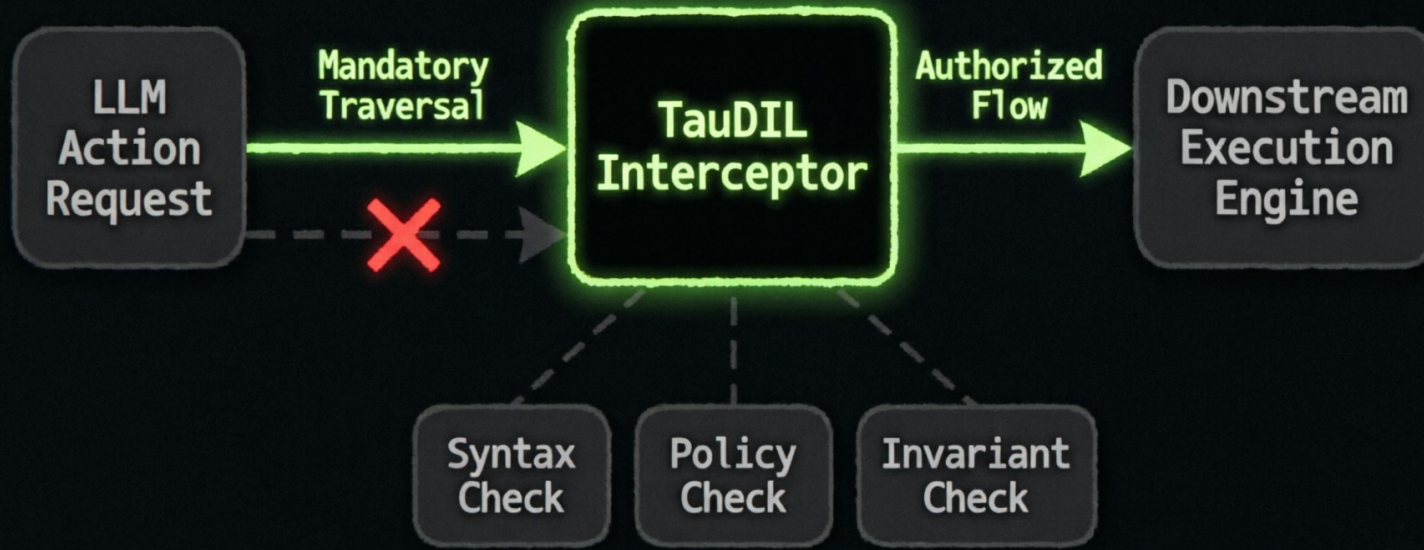 LLM
Action
Request
Mandatory
Traversal
TauDIL
Interceptor
Authorized
Flow
Downstream
Execution
Engine
Syntax
Check
Policy
Check
Invariant
Check